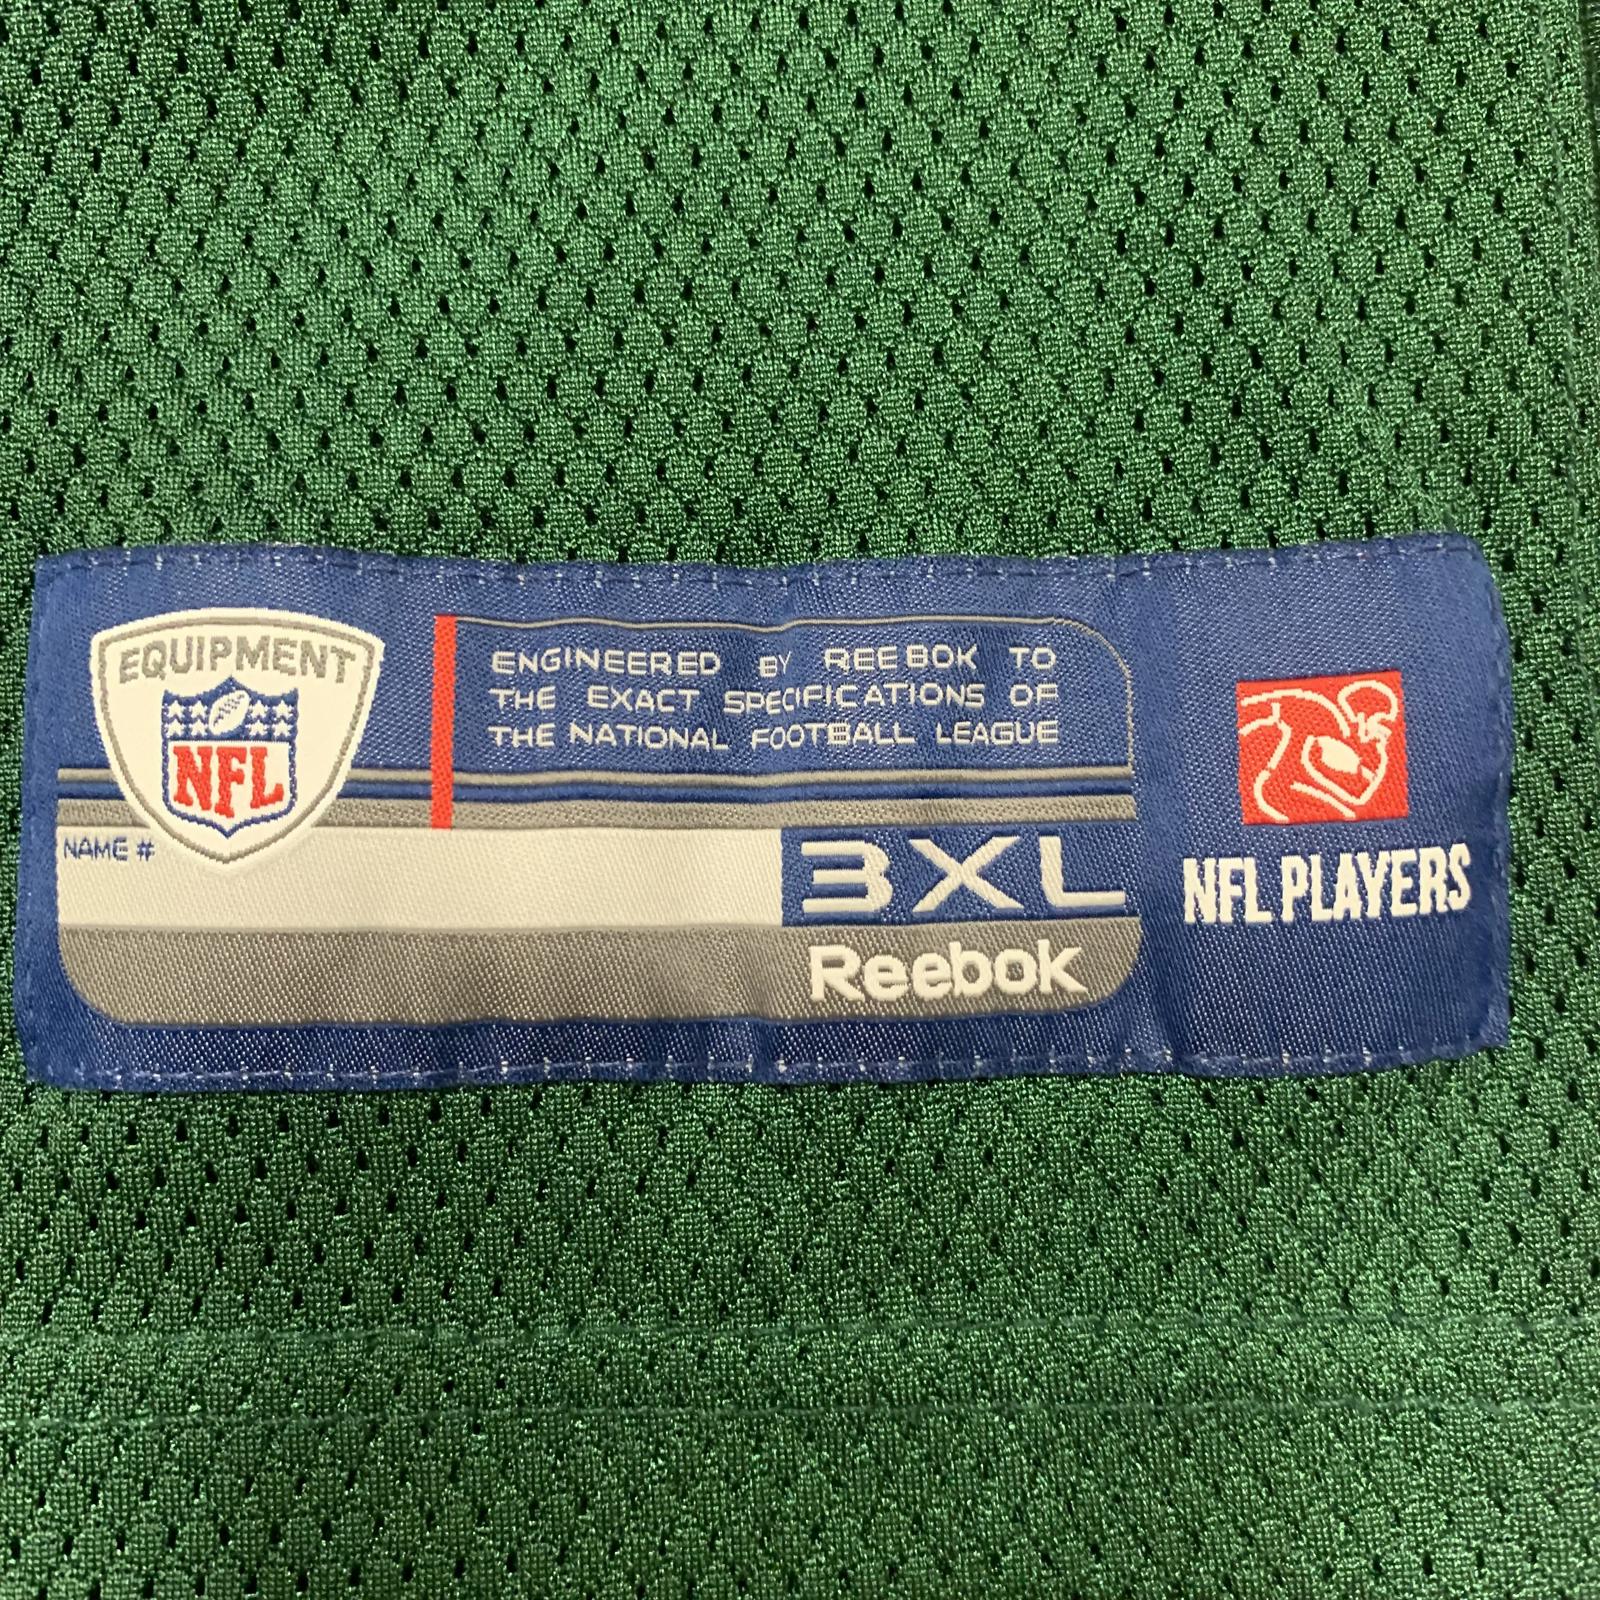 EQUIPMENT
NFL
ENGINEERED BY REEBOK TO
THE EXACT SPECIFICATIONS OF
THE NATIONAL FOOTBALL LEAGUE
NAME #
3XL
Reebok
NFL PLAYERS